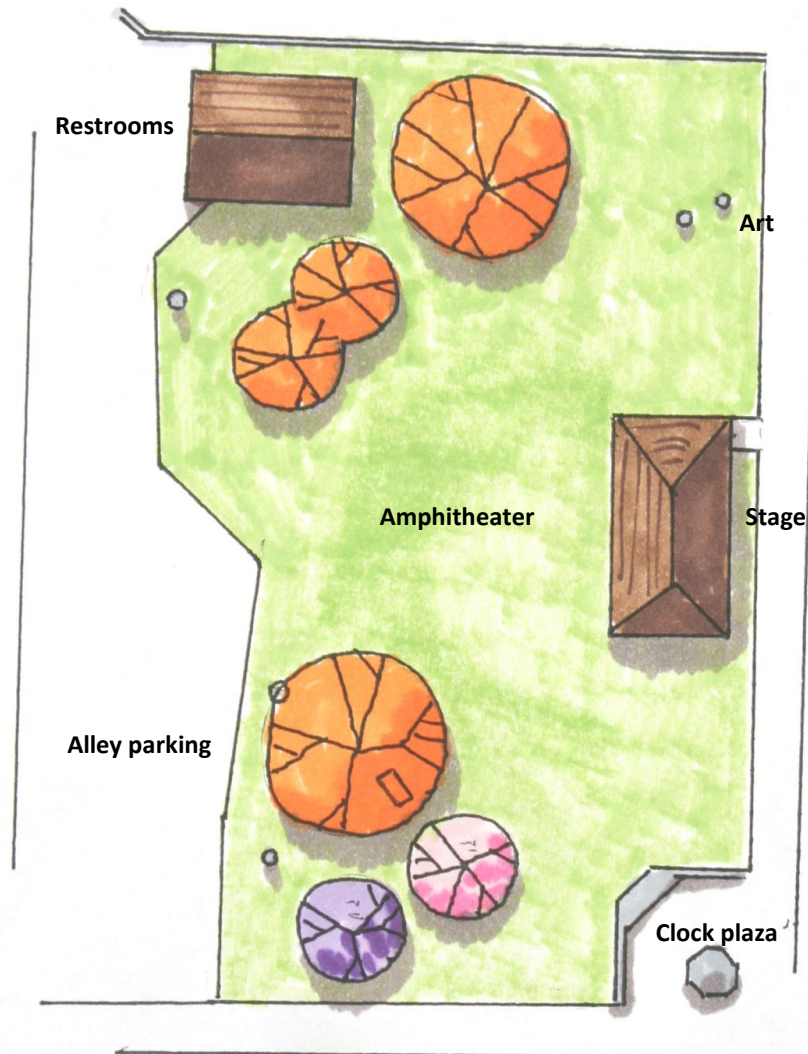 Restrooms
Art
Amphitheater
Stage
Alley parking
Clock plaza